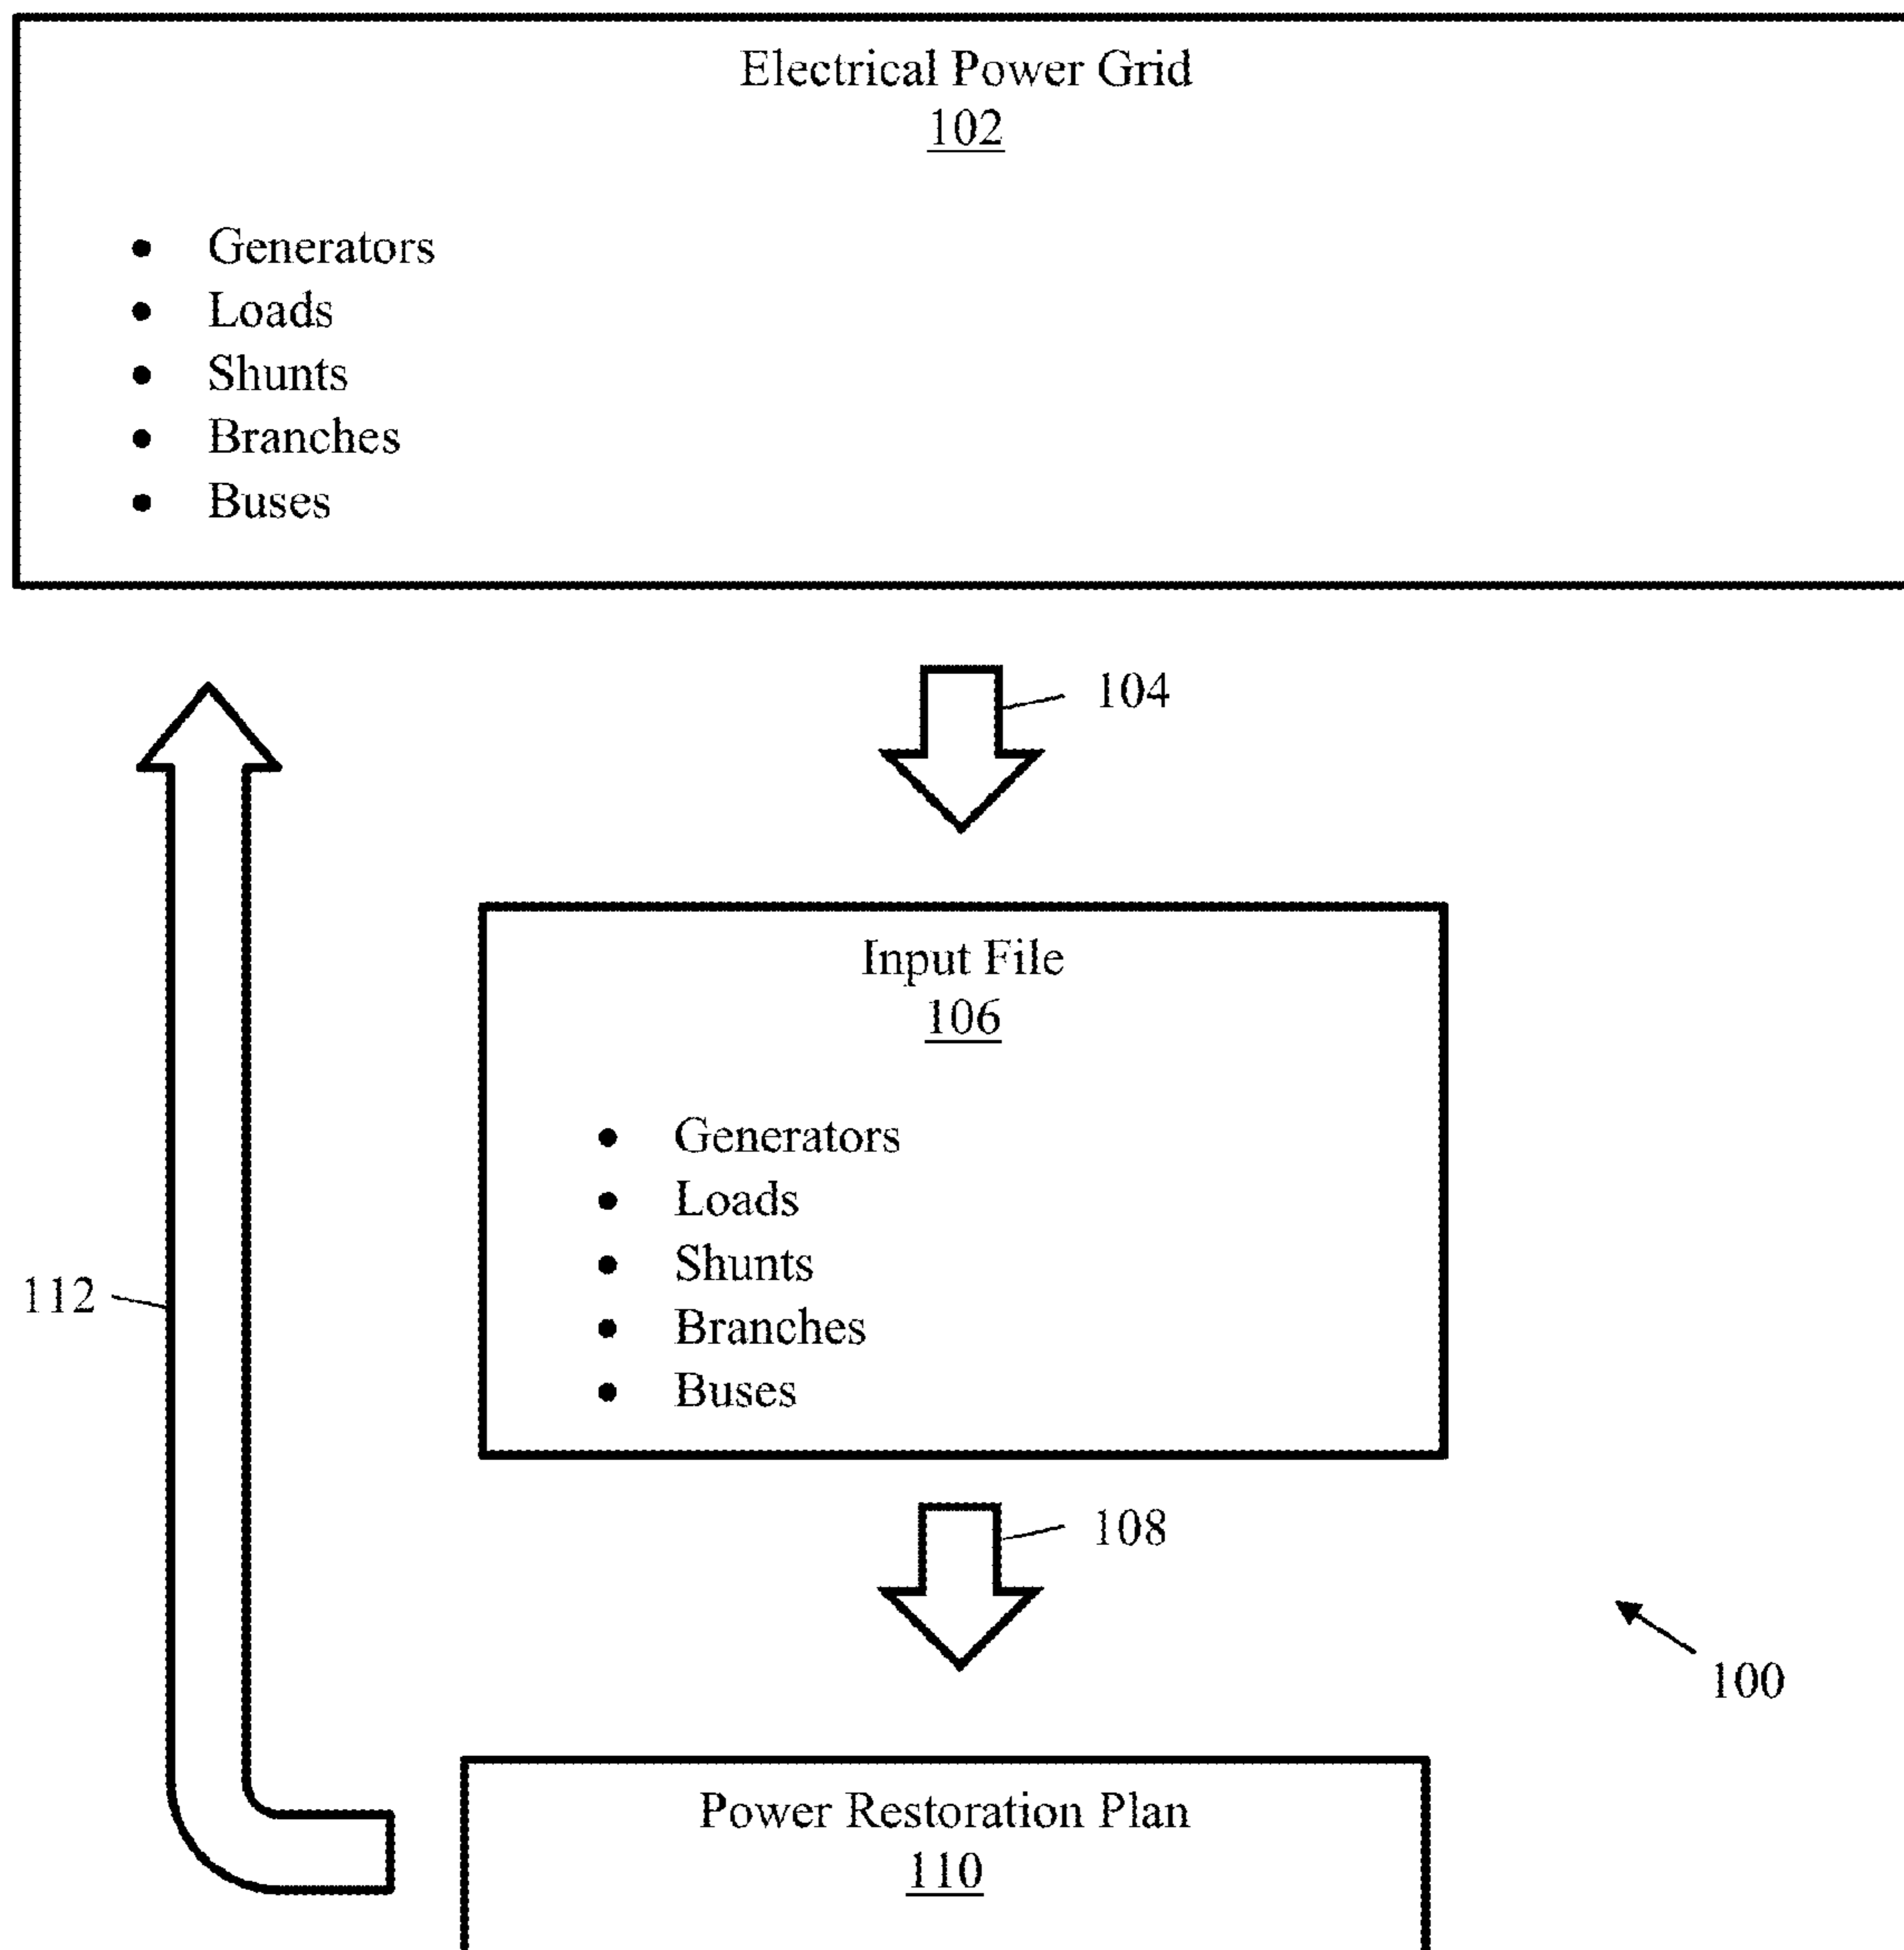 Electrical Power Grid
102
• Generators
• Loads
• Shunts
• Branches
• Buses
104
Input File
106
• Generators
• Loads
• Shunts
• Branches
• Buses
112
108
100
Power Restoration Plan
110